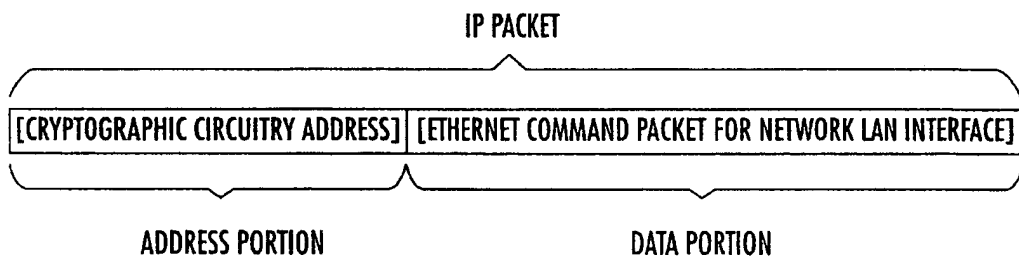 IP PACKET
[CRYPTOGRAPHIC CIRCUITRY ADDRESS] [ETHERNET COMMAND PACKET FOR NETWORK LAN INTERFACE]
ADDRESS PORTION DATA PORTION